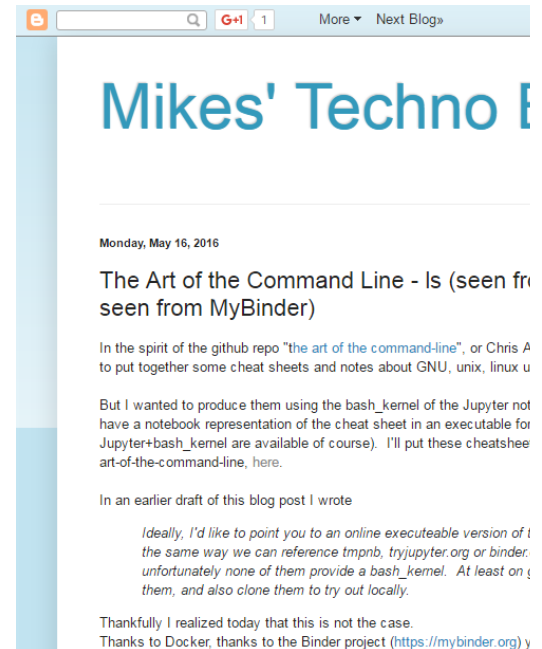 G+1 1 More Next Blog»
Mikes' Techno
Monday, May 16, 2016
The Art of the Command Line - ls (seen
seen from MyBinder)
In the spirit of the github repo "the art of the command-line", or Chris
to put together some cheat sheets and notes about GNU, unix, linux
But I wanted to produce them using the bash_kernel of the Jupyter
have a notebook representation of the cheat sheet in an executable
Jupyter+bash_kernel are available of course). I'll put these
art-of-the-command-line, here.
In an earlier draft of this blog post I wrote
Ideally, I'd like to point you to an online executeable version of
the same way we can reference tmpnb, tryjupyter.org or binder.
unfortunately none of them provide a bash_kernel. At least on
them, and also clone them to try out locally.
Thankfully I realized today that this is not the case.
Thanks to Docker, thanks to the Binder project (https://mybinder.org)